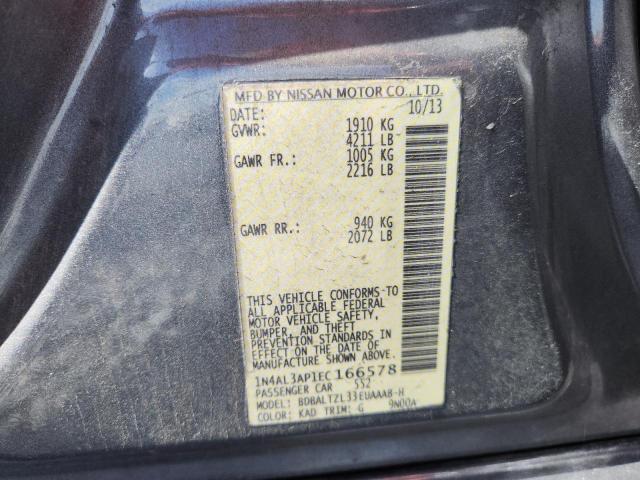 MFD BY NISSAN MOTOR CO., LTD.
DATE: 10/13
GVWR: 1910 KG
4211 LB
GAWR FR.: 1005 KG
2216 LB
GAWR RR.: 940 KG
2072 LB
THIS VEHICLE CONFORMS TO
ALL APPLICABLE FEDERAL
MOTOR VEHICLE SAFETY,
BUMPER, AND THEFT
PREVENTION STANDARDS IN
EFFECT ON THE DATE OF
MANUFACTURE SHOWN ABOVE.
1N4AL3AP1EC166578
PASSENGER CAR 552
MODEL: BDBALTZL33EUAAAB-H
COLOR: KAD TRIM: G 9N00A